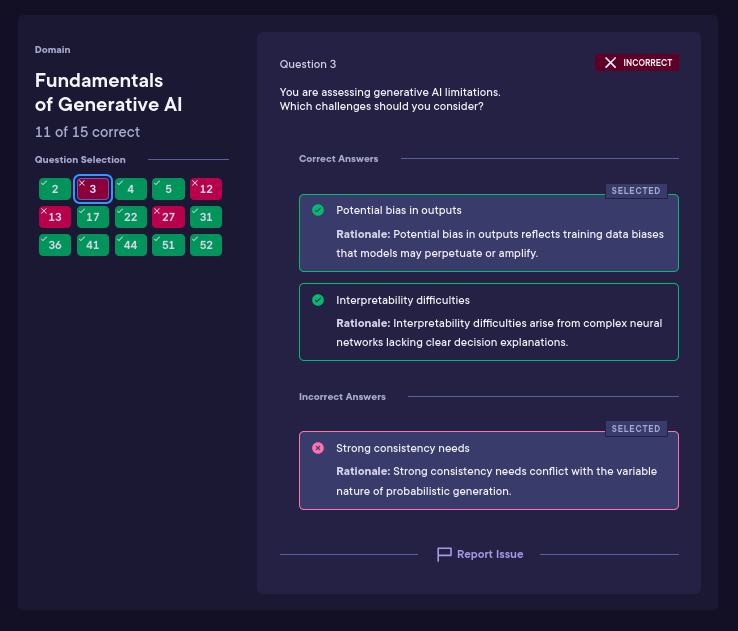 Domain
Fundamentals
of Generative AI
11 of 15 correct
Question Selection
2 3 4 5 12
13 17 22 27 31
36 41 44 51 52
Question 3
INCORRECT
You are assessing generative AI limitations.
Which challenges should you consider?
Correct Answers
SELECTED
Potential bias in outputs
Rationale: Potential bias in outputs reflects training data biases
that models may perpetuate or amplify.
Interpretability difficulties
Rationale: Interpretability difficulties arise from complex neural
networks lacking clear decision explanations.
Incorrect Answers
SELECTED
Strong consistency needs
Rationale: Strong consistency needs conflict with the variable
nature of probabilistic generation.
Report Issue